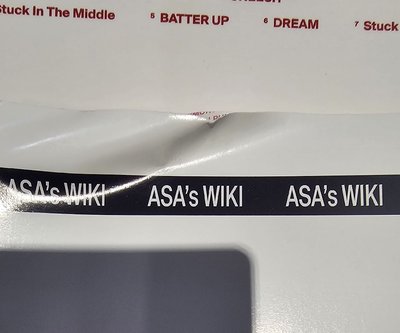 Stuck In The Middle 5 BATTER UP 6 DREAM 7 Stuck
ASA's WIKI ASA's WIKI ASA's WIKI